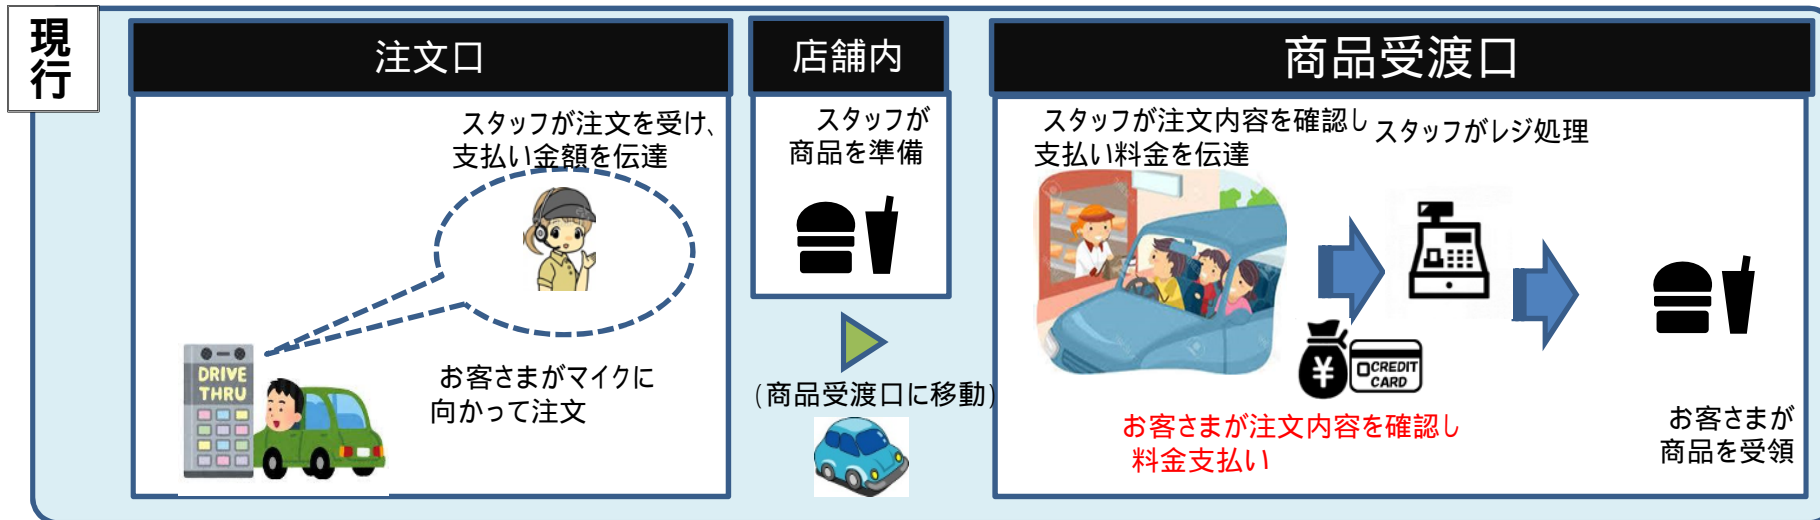 現行
注文口
スタッフが注文を受け、
支払い金額を伝達
DRIVE
THRU
お客さまがマイクに
向かって注文
店舗内
スタッフが
商品を準備
(商品受渡口に移動)
商品受渡口
スタッフが注文内容を確認し
支払い料金を伝達
スタッフがレジ処理
¥
CREDIT
CARD
お客さまが注文内容を確認し
料金支払い
お客さまが
商品を受領